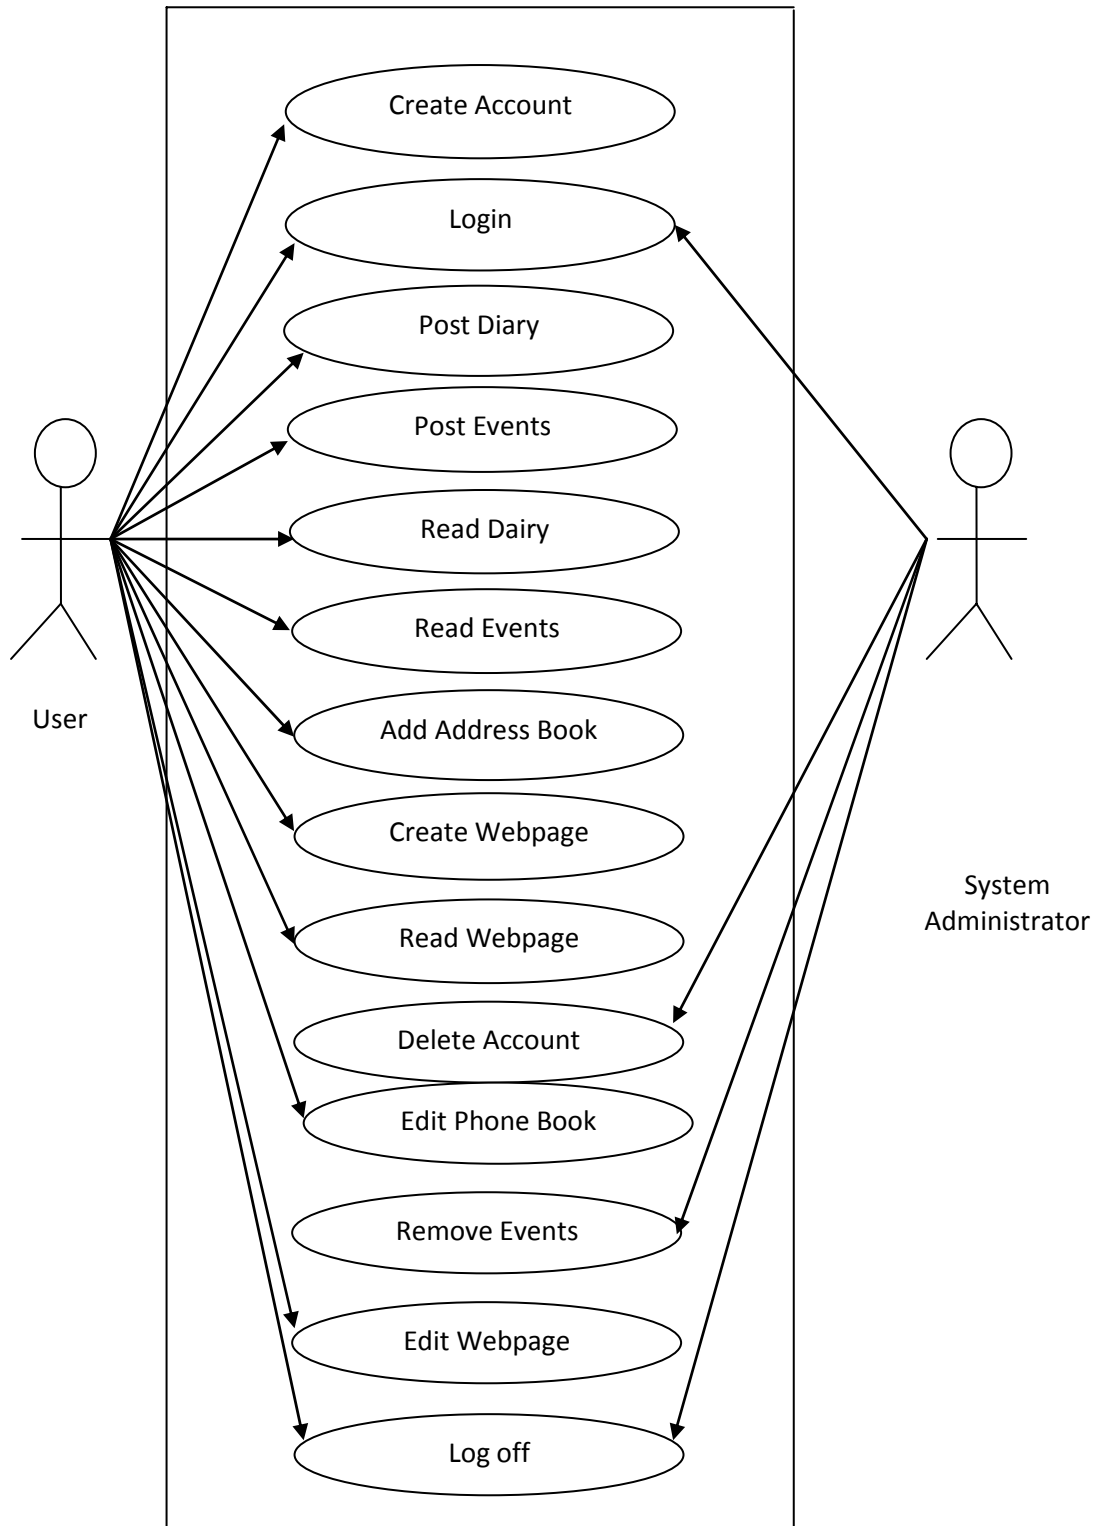 Create Account
Login
Post Diary
Post Events
Read Dairy
Read Events
User
Add Address Book
Create Webpage
System
Administrator
Read Webpage
Delete Account
Edit Phone Book
Remove Events
Edit Webpage
Log off